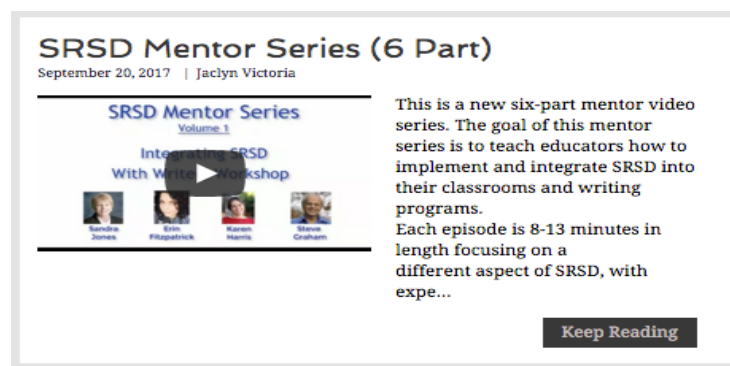 SRSD Mentor Series (6 Part)
September 20, 2017 | Jaclyn Victoria
SRSD Mentor Series
Volume 1
Integrating SRSD
With Workshop
Sandra Jones
Erin Fitzpatrick
Karen Harris
Steve Graham
This is a new six-part mentor video
series. The goal of this mentor
series is to teach educators how to
implement and integrate SRSD into
their classrooms and writing
programs.
Each episode is 8-13 minutes in
length focusing on a
different aspect of SRSD, with
expe...
Keep Reading